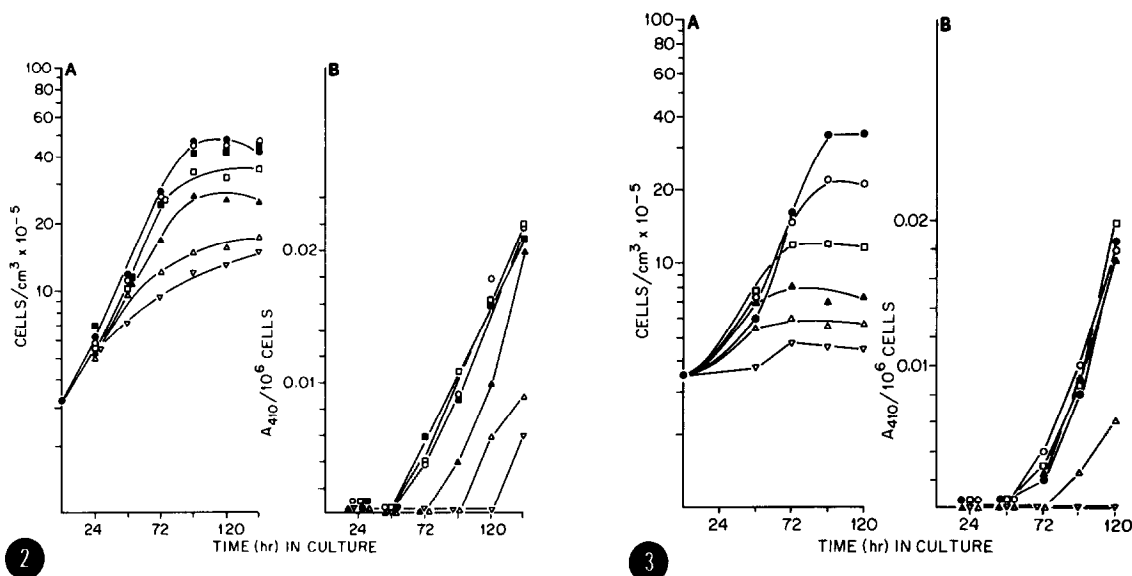 A
B
100
80
60
40
20
10
CELLS/cm³ x 10⁻⁵
0.02
0.01
A₄₁₀/10⁶ CELLS
24
72
120
72
120
TIME (hr) IN CULTURE
2
A
B
100
80
60
40
20
10
CELLS/cm³ x 10⁻⁵
0.02
0.01
A₄₁₀/10⁶ CELLS
24
72
120
24
72
120
TIME (hr) IN CULTURE
3